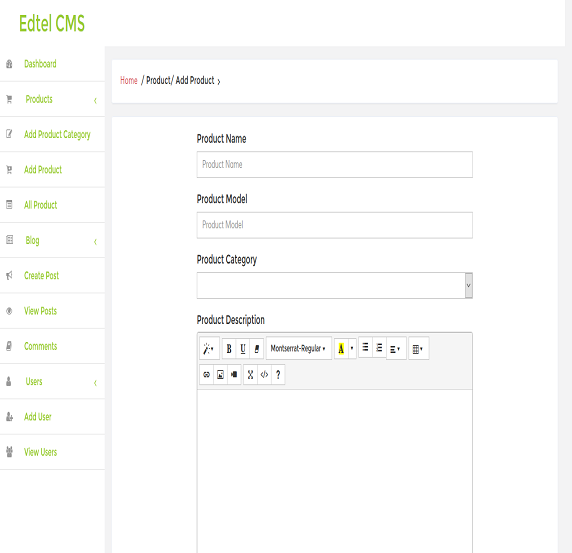 Edtel CMS
Dashboard
Products
Add Product Category
Add Product
All Product
Blog
Create Post
View Posts
Comments
Users
Add User
View Users
Home / Product/ Add Product >
Product Name
Product Name
Product Model
Product Model
Product Category
Product Description
B U Montserrat-Regular A
</> ?